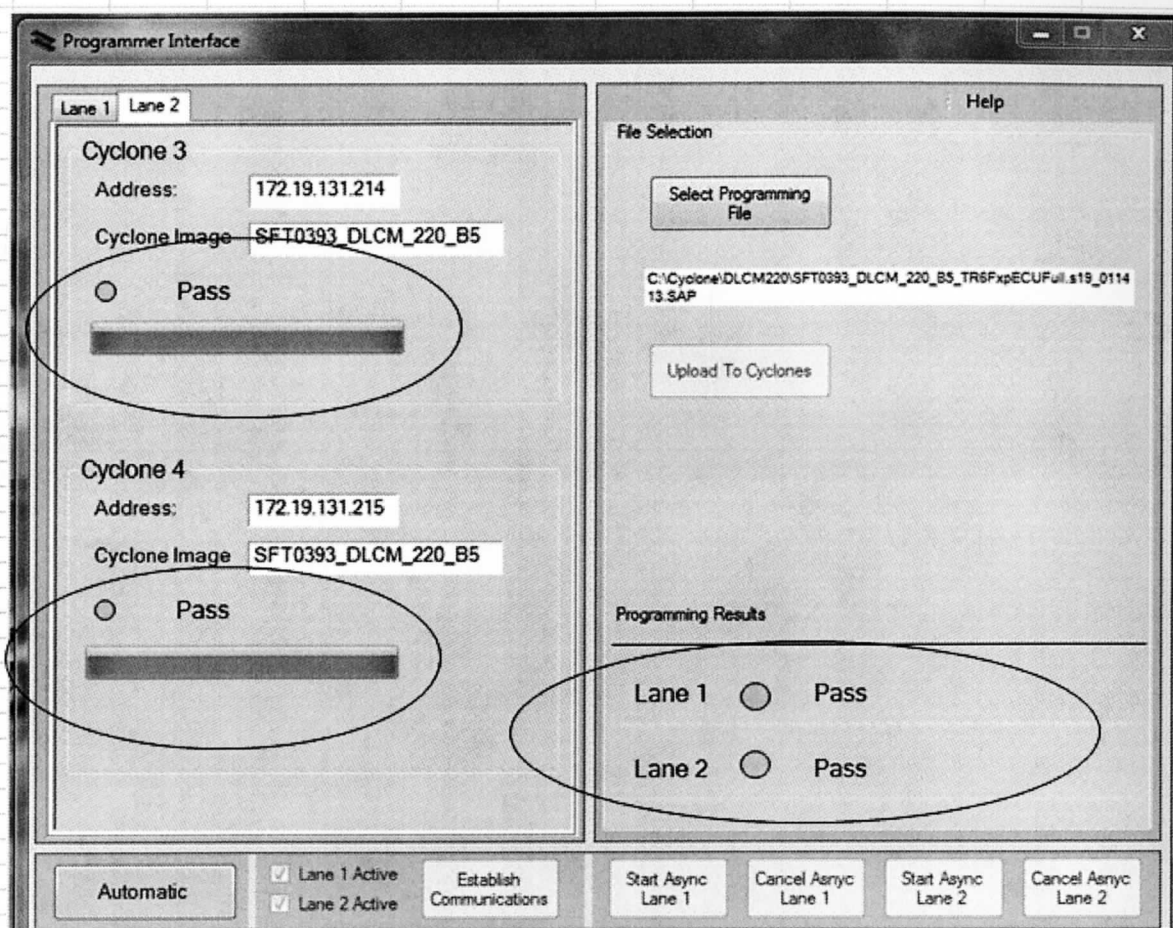 Programmer Interface
Lane 1 Lane 2
Cyclone 3
Address: 172.19.131.214
Cyclone Image SFT0393_DLCM_220_B5
Pass
Cyclone 4
Address: 172.19.131.215
Cyclone Image SFT0393_DLCM_220_B5
Pass
Help
File Selection
Select Programming
File
C:\Cyclone\DLCM220\SFT0393_DLCM_220_B5_TR6FxpECUFull.s19_0114
13.SAP
Upload To Cyclones
Programming Results
Lane 1 Pass
Lane 2 Pass
Automatic
Lane 1 Active
Lane 2 Active
Establish
Communications
Start Async
Lane 1
Cancel Asnyc
Lane 1
Start Async
Lane 2
Cancel Asnyc
Lane 2